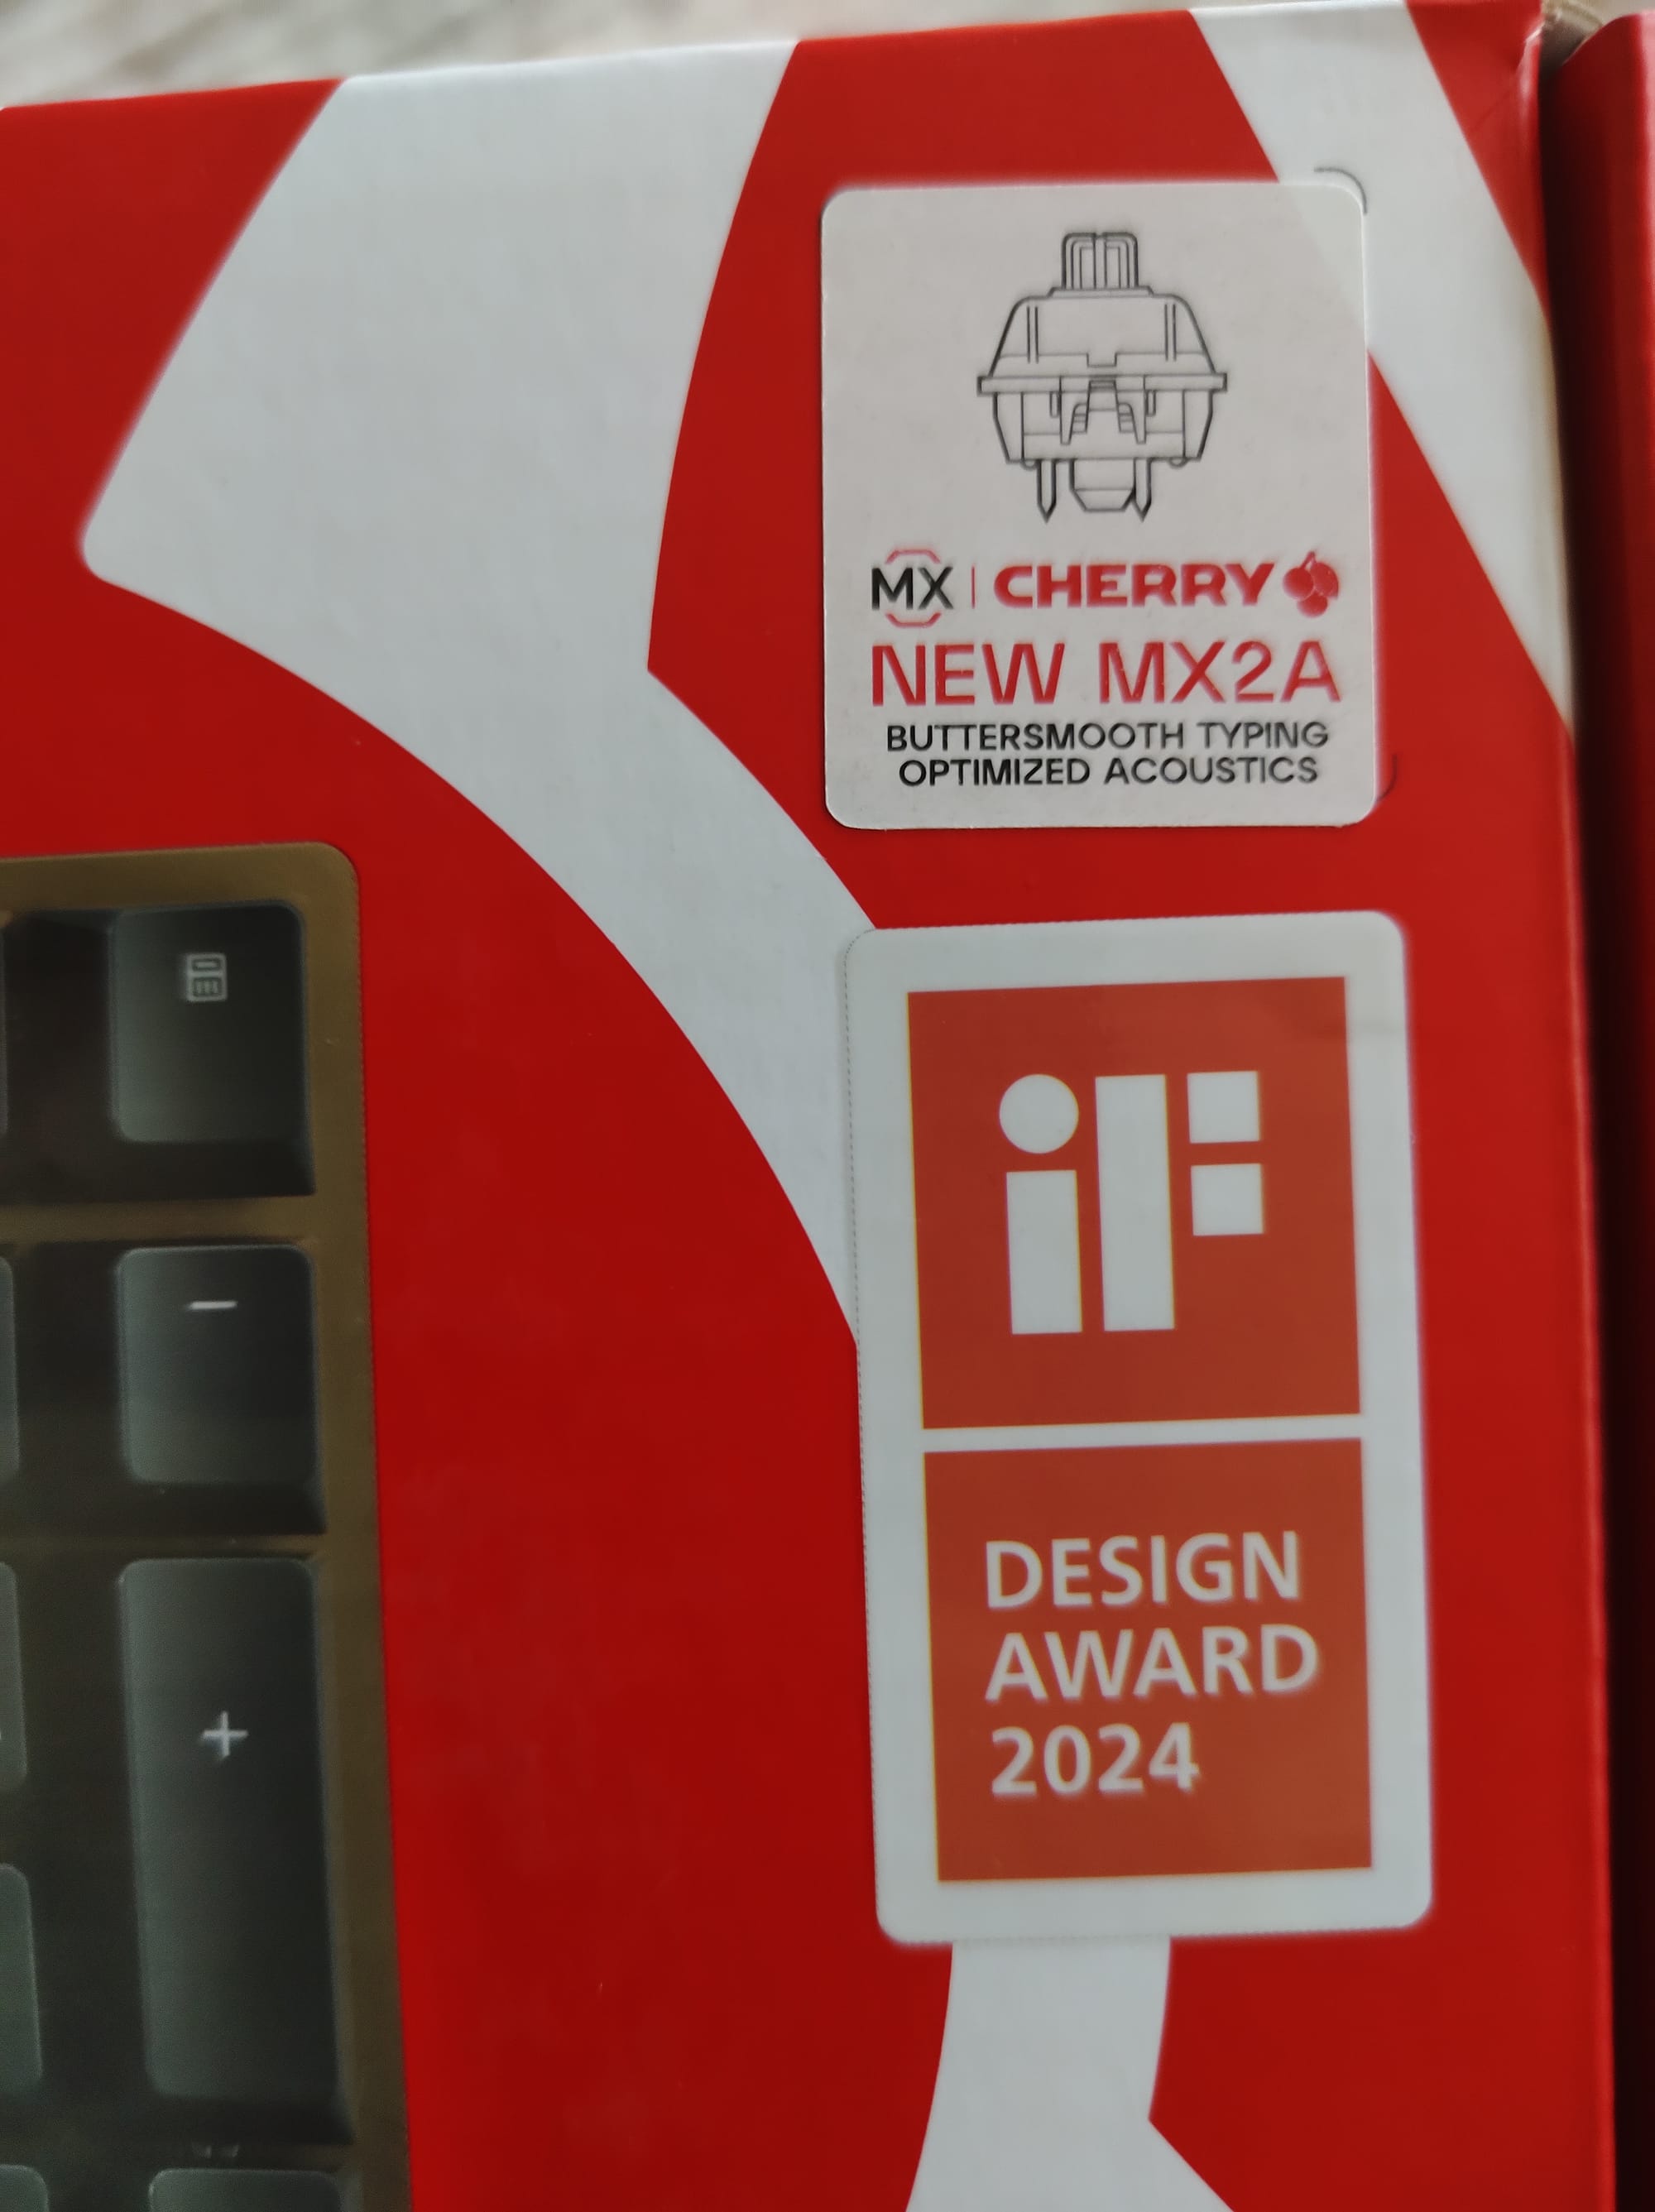 MX | CHERRY
NEW MX2A
BUTTERSMOOTH TYPING
OPTIMIZED ACOUSTICS
iF
DESIGN
AWARD
2024
−
+